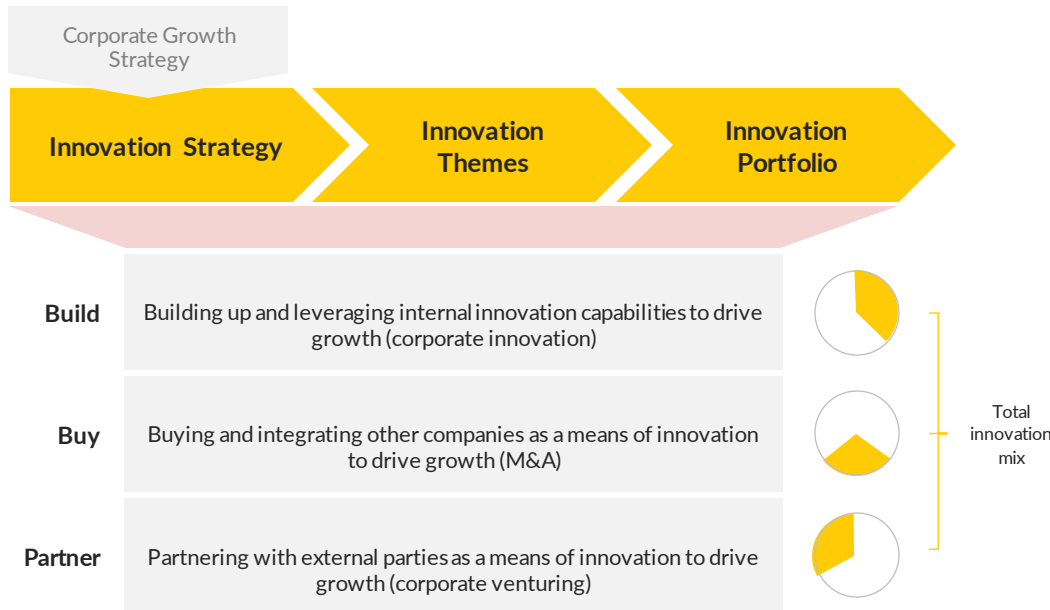 Corporate Growth
Strategy
Innovation Strategy
Innovation
Themes
Innovation
Portfolio
Build
Building up and leveraging internal innovation capabilities to drive
growth (corporate innovation)
Buy
Buying and integrating other companies as a means of innovation
to drive growth (M&A)
Partner
Partnering with external parties as a means of innovation to drive
growth (corporate venturing)
Total
innovation
mix